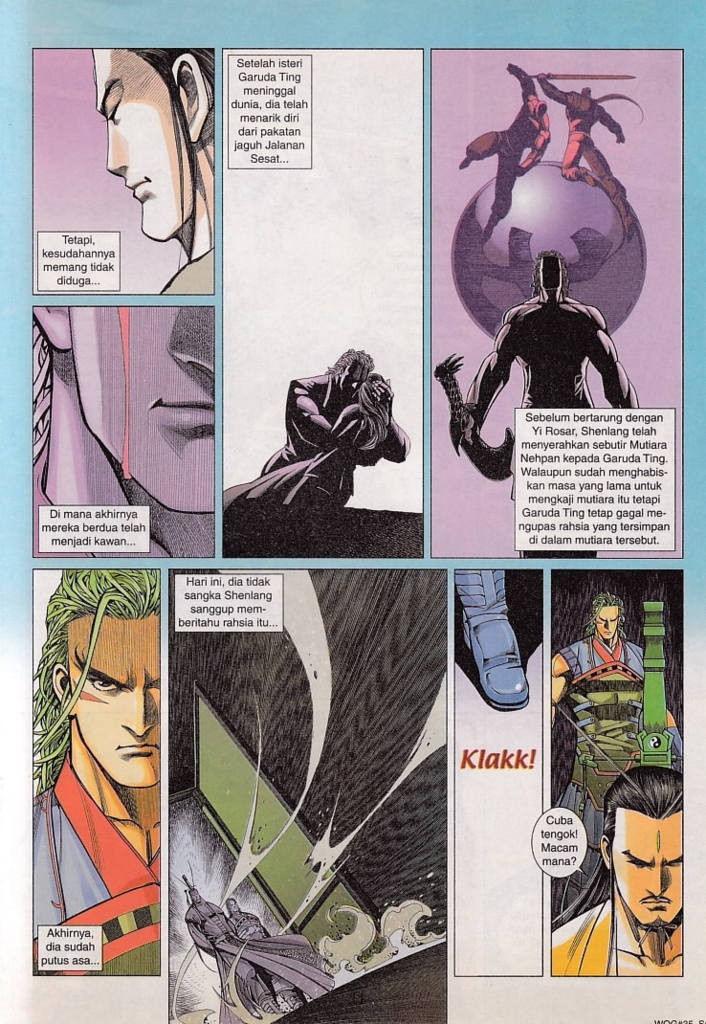 Tetapi,
kesudahannya
memang tidak
diduga...
Setelah isteri
Garuda Ting
meninggal
dunia, dia telah
menarik diri
dari pakatan
jaguh Jalanan
Sesat...
Sebelum bertarung dengan
Yi Rosar, Shenlang telah
menyerahkan sebutir Mutiara
Nehpan kepada Garuda Ting.
Walaupun sudah menghabis-
kan masa yang lama untuk
mengkaji mutiara itu tetapi
Garuda Ting tetap gagal me-
ngupas rahsia yang tersimpan
di dalam mutiara tersebut.
Di mana akhirnya
mereka berdua telah
menjadi kawan...
Akhirnya,
dia sudah
putus asa...
Hari ini, dia tidak
sangka Shenlang
sanggup mem-
beritahu rahsia itu...
Klakk!
Cuba
tengok!
Macam
mana?